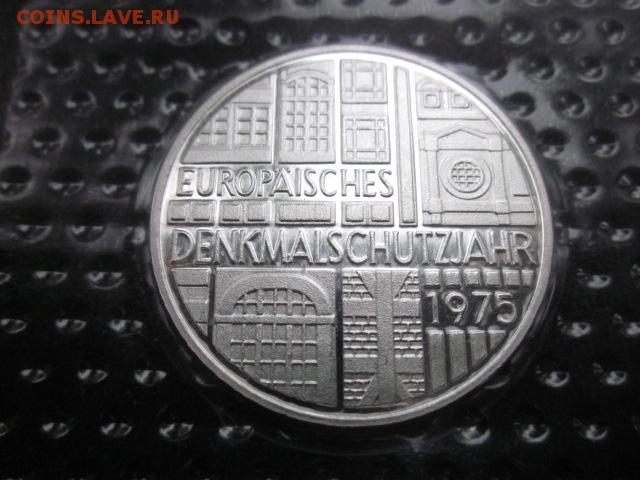 COINS.LAVE.RU
EUROPÄISCHES
DENKMALSCHUTZJAHR
1975